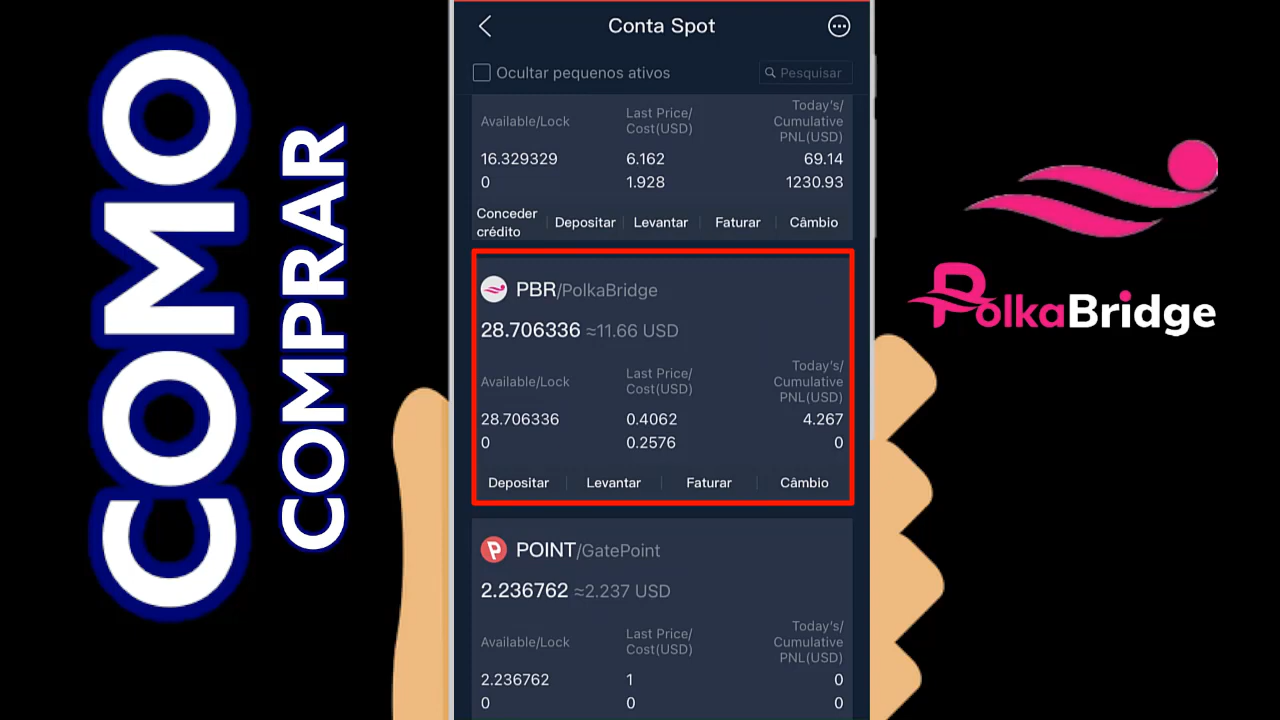 COMO
COMPRAR
Conta Spot
Ocultar pequenos ativos
Pesquisar
Available/Lock
Last Price/
Cost(USD)
Today's/
Cumulative
PNL(USD)
16.329329
6.162
69.14
0
1.928
1230.93
Conceder
crédito
Depositar
Levantar
Faturar
Câmbio
PBR/PolkaBridge
28.706336 ≈11.66 USD
Available/Lock
Last Price/
Cost(USD)
Today's/
Cumulative
PNL(USD)
28.706336
0.4062
4.267
0
0.2576
0
Depositar
Levantar
Faturar
Câmbio
POINT/GatePoint
2.236762 ≈2.237 USD
Available/Lock
Last Price/
Cost(USD)
Today's/
Cumulative
PNL(USD)
2.236762
1
0
0
0
0
PolkaBridge